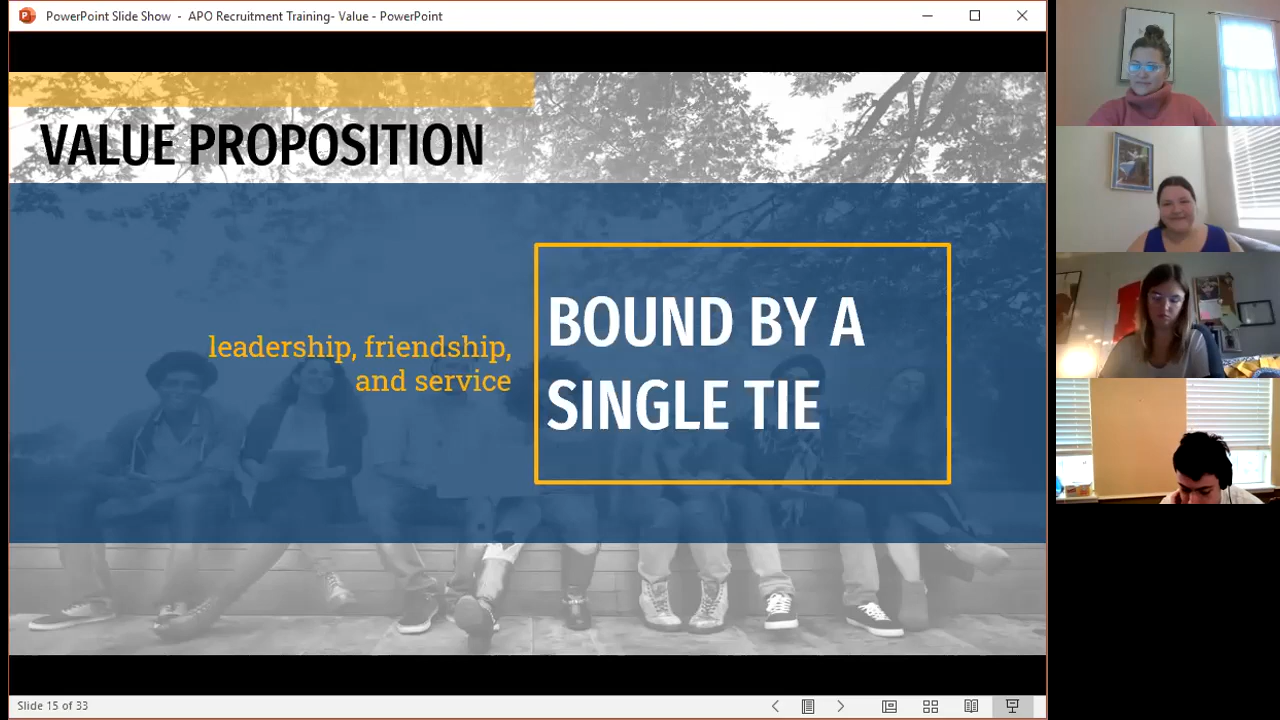 PowerPoint Slide Show - APO Recruitment Training- Value - PowerPoint
VALUE PROPOSITION
leadership, friendship,
and service
BOUND BY A
SINGLE TIE
Slide 15 of 33